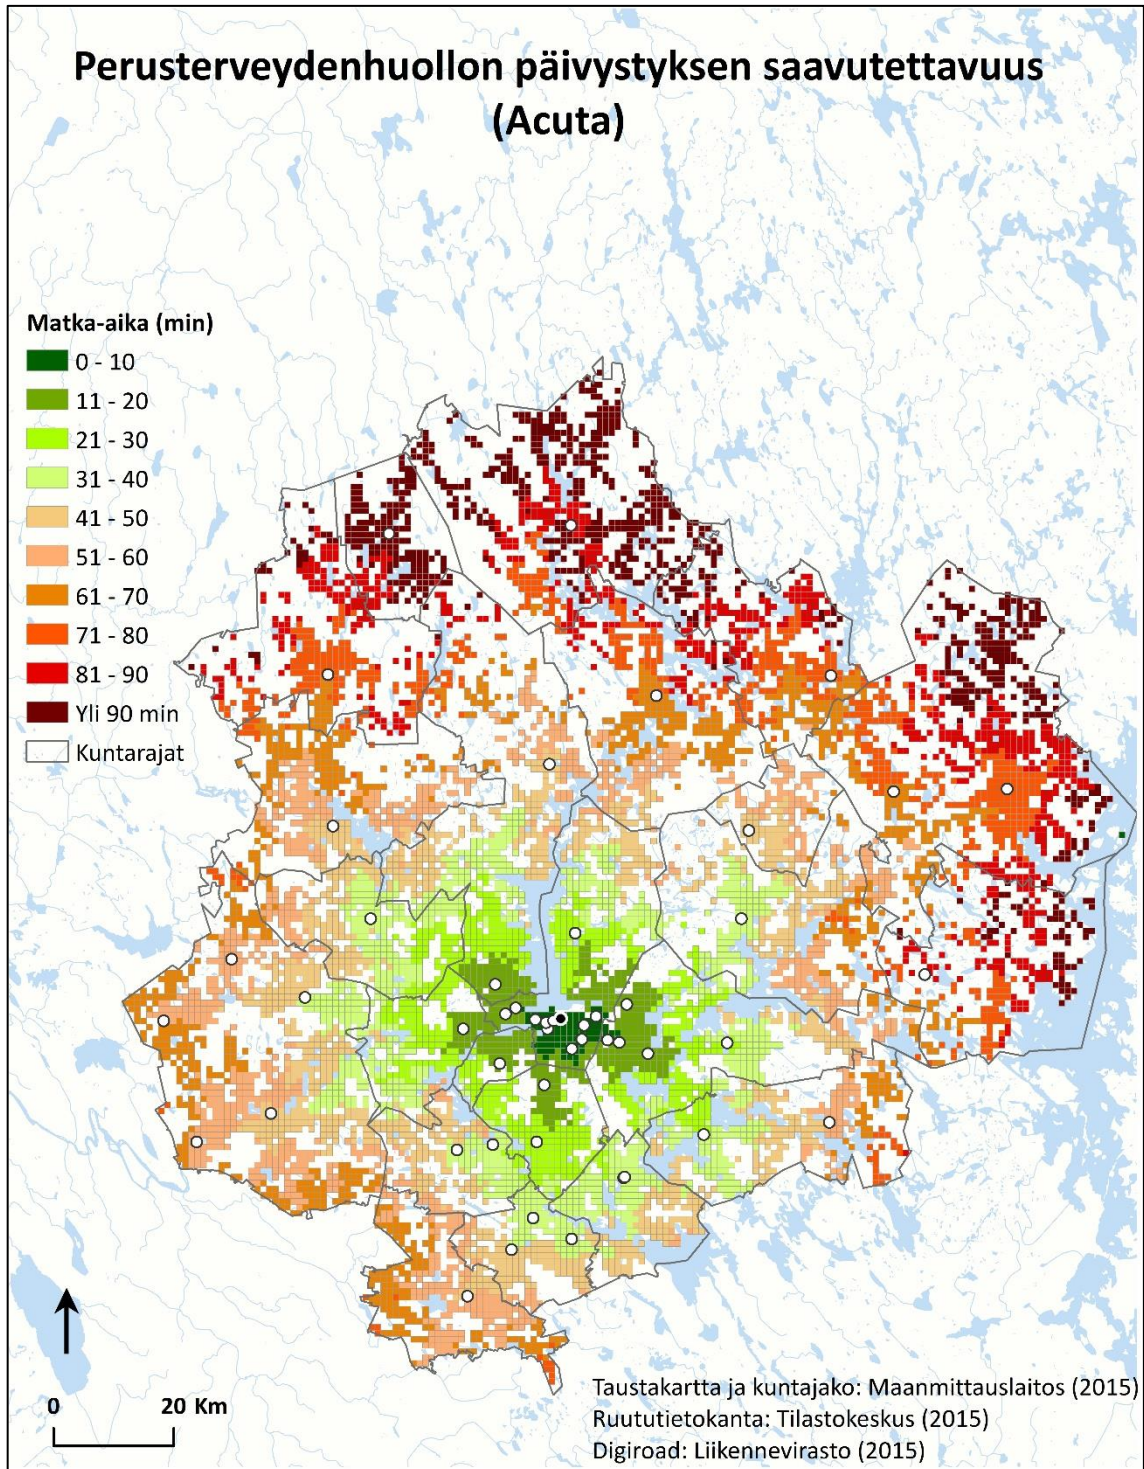 Perusterveydenhuollon päivystyksen saavutettavuus
(Acuta)
Matka-aika (min)
0 - 10
11 - 20
21 - 30
31 - 40
41 - 50
51 - 60
61 - 70
71 - 80
81 - 90
Yli 90 min
Kuntarajat
0 20 Km
Taustakartta ja kuntajako: Maanmittauslaitos (2015)
Ruututietokanta: Tilastokeskus (2015)
Digiroad: Liikennevirasto (2015)